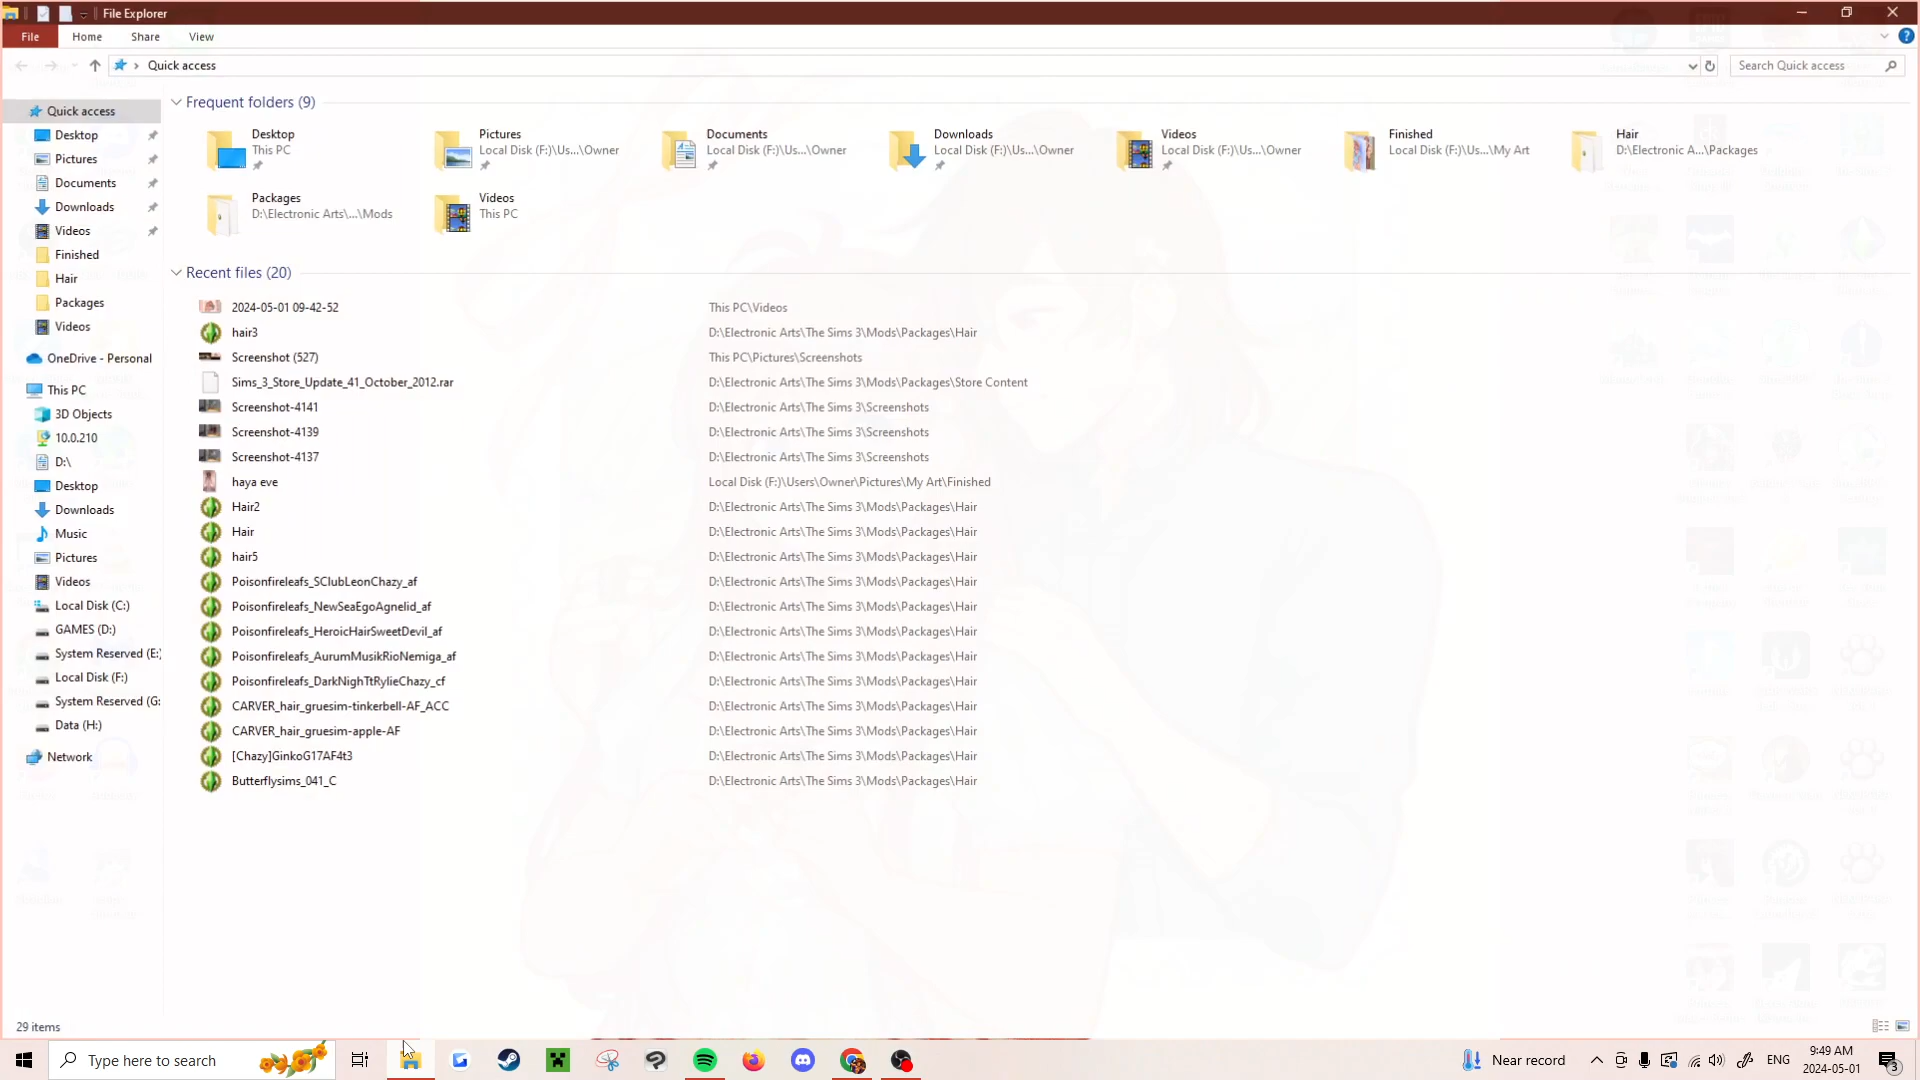 File Explorer
File Home Share View
Quick access
Search Quick access
Quick access
Desktop
Pictures
Documents
Downloads
Videos
Finished
Hair
Packages
Videos
OneDrive - Personal
This PC
3D Objects
10.0.210
D:\
Desktop
Downloads
Music
Pictures
Videos
Local Disk (C:)
GAMES (D:)
System Reserved (E:)
Local Disk (F:)
System Reserved (G:
Data (H:)
Network
Frequent folders (9)
Desktop
This PC
Pictures
Local Disk (F:)\Us...\Owner
Documents
Local Disk (F:)\Us...\Owner
Downloads
Local Disk (F:)\Us...\Owner
Videos
Local Disk (F:)\Us...\Owner
Finished
Local Disk (F:)\Us...\My Art
Hair
D:\Electronic A...\Packages
Packages
D:\Electronic Arts\...\Mods
Videos
This PC
Recent files (20)
2024-05-01 09-42-52 This PC\Videos
hair3 D:\Electronic Arts\The Sims 3\Mods\Packages\Hair
Screenshot (527) This PC\Pictures\Screenshots
Sims_3_Store_Update_41_October_2012.rar D:\Electronic Arts\The Sims 3\Mods\Packages\Store Content
Screenshot-4141 D:\Electronic Arts\The Sims 3\Screenshots
Screenshot-4139 D:\Electronic Arts\The Sims 3\Screenshots
Screenshot-4137 D:\Electronic Arts\The Sims 3\Screenshots
haya eve Local Disk (F:)\Users\Owner\Pictures\My Art\Finished
Hair2 D:\Electronic Arts\The Sims 3\Mods\Packages\Hair
Hair D:\Electronic Arts\The Sims 3\Mods\Packages\Hair
hair5 D:\Electronic Arts\The Sims 3\Mods\Packages\Hair
Poisonfireleafs_SClubLeonChazy_af D:\Electronic Arts\The Sims 3\Mods\Packages\Hair
Poisonfireleafs_NewSeaEgoAgnelid_af D:\Electronic Arts\The Sims 3\Mods\Packages\Hair
Poisonfireleafs_HeroicHairSweetDevil_af D:\Electronic Arts\The Sims 3\Mods\Packages\Hair
Poisonfireleafs_AurumMusikRioNemiga_af D:\Electronic Arts\The Sims 3\Mods\Packages\Hair
Poisonfireleafs_DarkNighTtRylieChazy_cf D:\Electronic Arts\The Sims 3\Mods\Packages\Hair
CARVER_hair_gruesim-tinkerbell-AF_ACC D:\Electronic Arts\The Sims 3\Mods\Packages\Hair
CARVER_hair_gruesim-apple-AF D:\Electronic Arts\The Sims 3\Mods\Packages\Hair
[Chazy]GinkoG17AF4t3 D:\Electronic Arts\The Sims 3\Mods\Packages\Hair
Butterflysims_041_C D:\Electronic Arts\The Sims 3\Mods\Packages\Hair
29 items
Type here to search
Near record
ENG
9:49 AM
2024-05-01
3